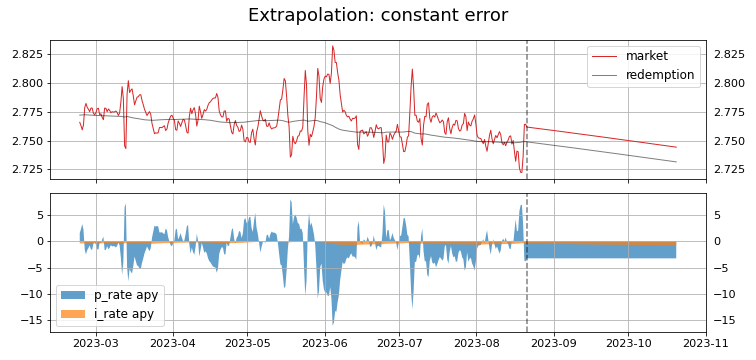 Extrapolation: constant error
2.825 2.825
2.800 2.800
2.775 2.775
2.750 2.750
2.725 2.725
market
redemption
5 5
0 0
−5 −5
−10 −10
−15 −15
p_rate apy
i_rate apy
2023-03 2023-04 2023-05 2023-06 2023-07 2023-08 2023-09 2023-10 2023-11